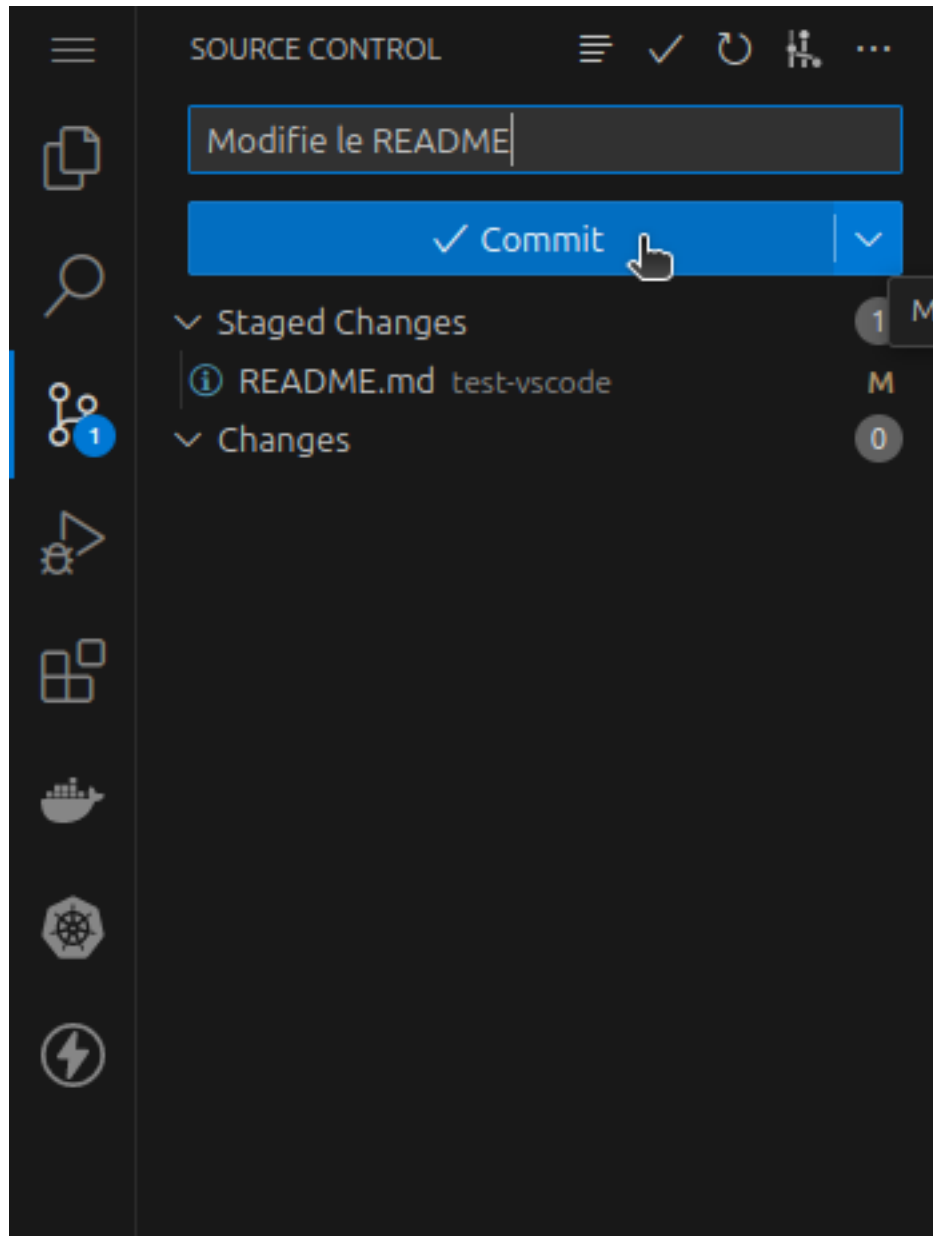 SOURCE CONTROL
Modifie le README
Commit
Staged Changes 1 M
README.md test-vscode M
1
Changes 0